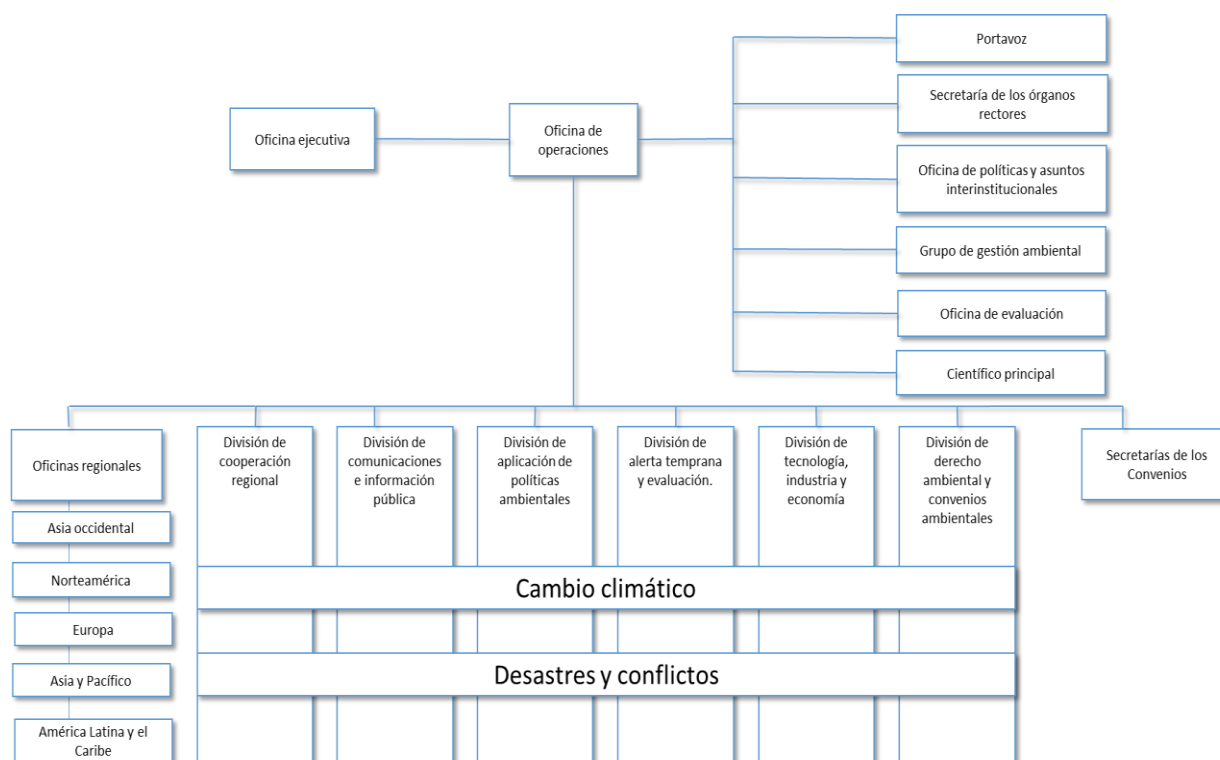 Portavoz
Secretaría de los órganos
rectores
Oficina ejecutiva
Oficina de
operaciones
Oficina de políticas y asuntos
interinstitucionales
Grupo de gestión ambiental
Oficina de evaluación
Científico principal
Oficinas regionales
División de
cooperación
regional
División de
comunicaciones
e información
pública
División de
aplicación de
políticas
ambientales
División de
alerta temprana
y evaluación.
División de
tecnología,
industria y
economía
División de
derecho
ambiental y
convenios
ambientales
Secretarías de los
Convenios
Asia occidental
Norteamérica
Europa
Asia y Pacífico
América Latina y el
Caribe
Cambio climático
Desastres y conflictos